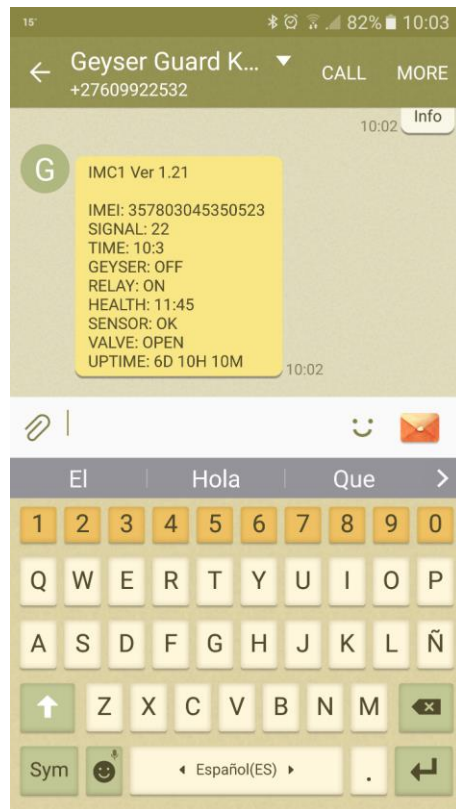 15° 82% 10:03
Geyser Guard K... CALL MORE
+27609922532
Info
10:02
G
IMC1 Ver 1.21
IMEI: 357803045350523
SIGNAL: 22
TIME: 10:3
GEYSER: OFF
RELAY: ON
HEALTH: 11:45
SENSOR: OK
VALVE: OPEN
UPTIME: 6D 10H 10M
10:02
El Hola Que
1 2 3 4 5 6 7 8 9 0
Q W E R T Y U I O P
A S D F G H J K L Ñ
Z X C V B N M
Sym Español(ES) .